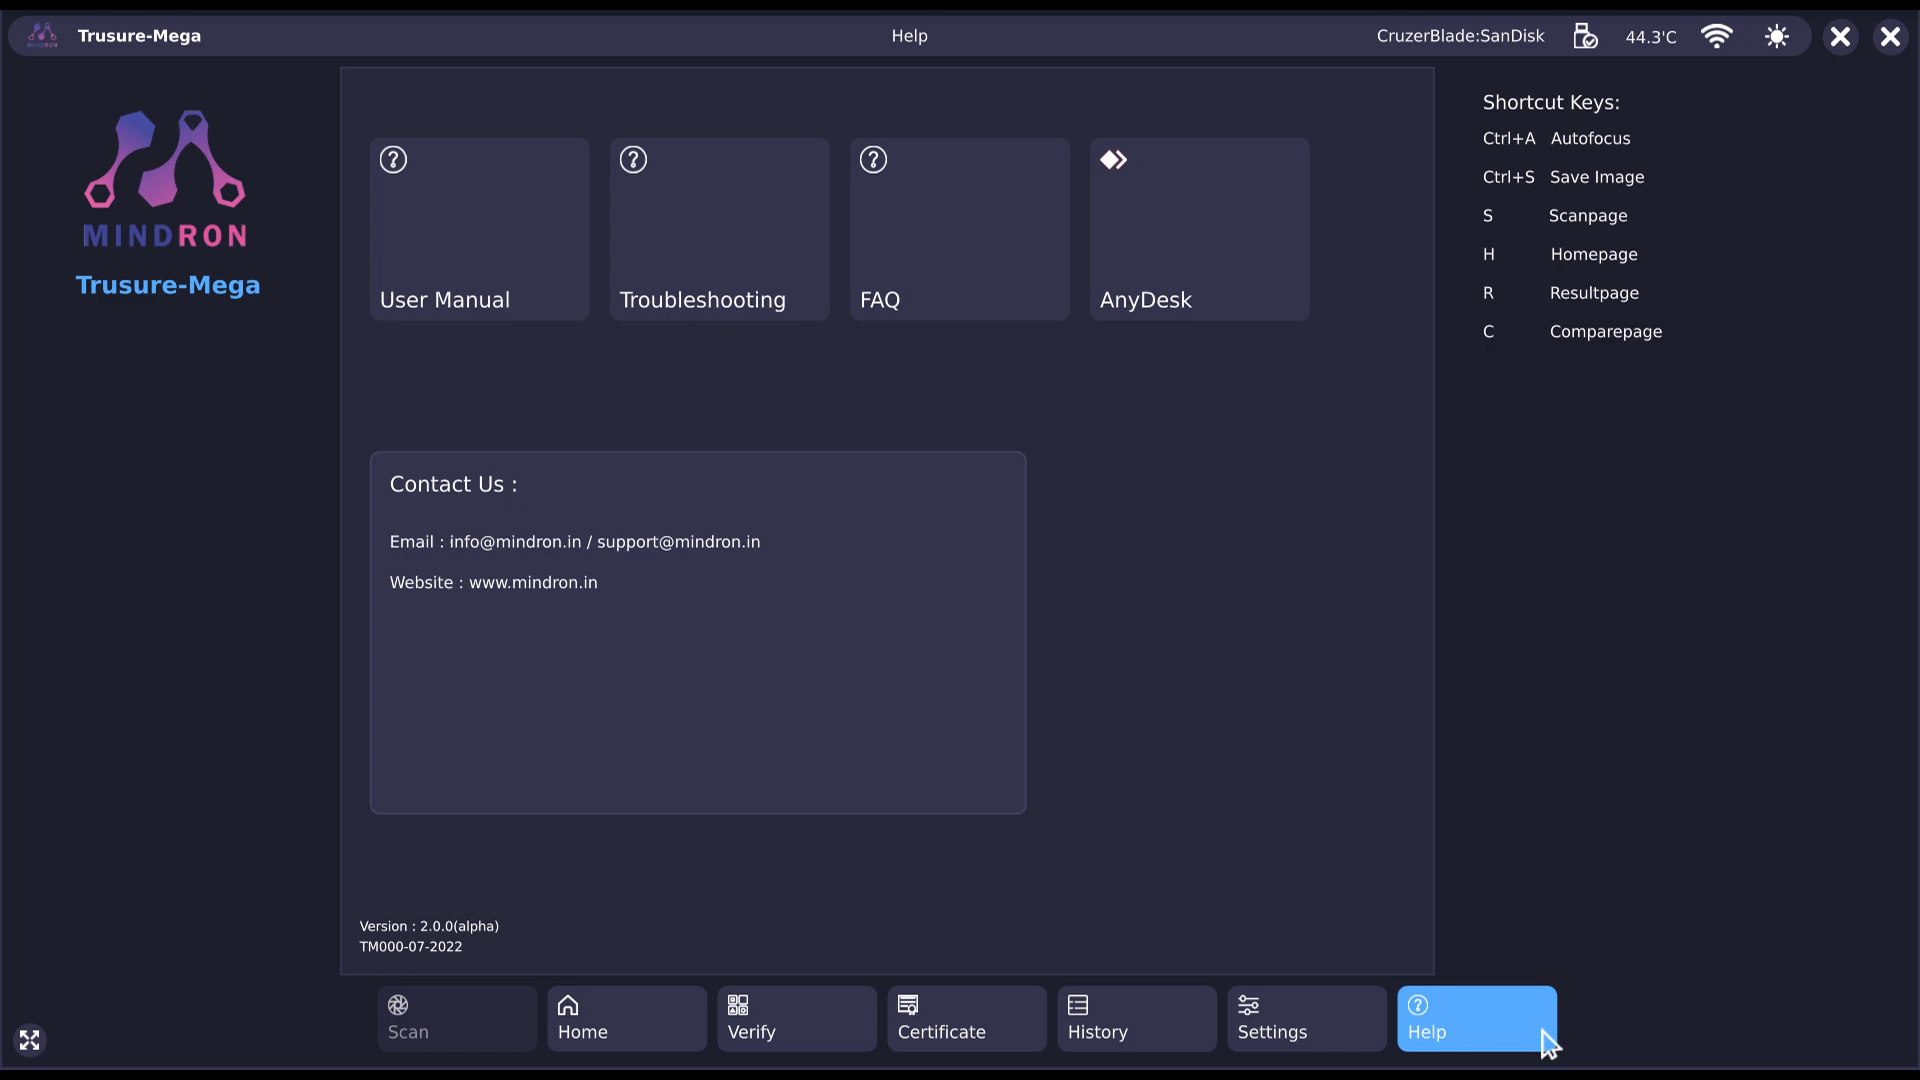 Trusure-Mega
Help
CruzerBlade:SanDisk
44.3'C
MINDRON
Trusure-Mega
User Manual
Troubleshooting
FAQ
AnyDesk
Contact Us :
Email : info@mindron.in / support@mindron.in
Website : www.mindron.in
Version : 2.0.0(alpha)
TM000-07-2022
Shortcut Keys:
Ctrl+A Autofocus
Ctrl+S Save Image
S Scanpage
H Homepage
R Resultpage
C Comparepage
Scan
Home
Verify
Certificate
History
Settings
Help